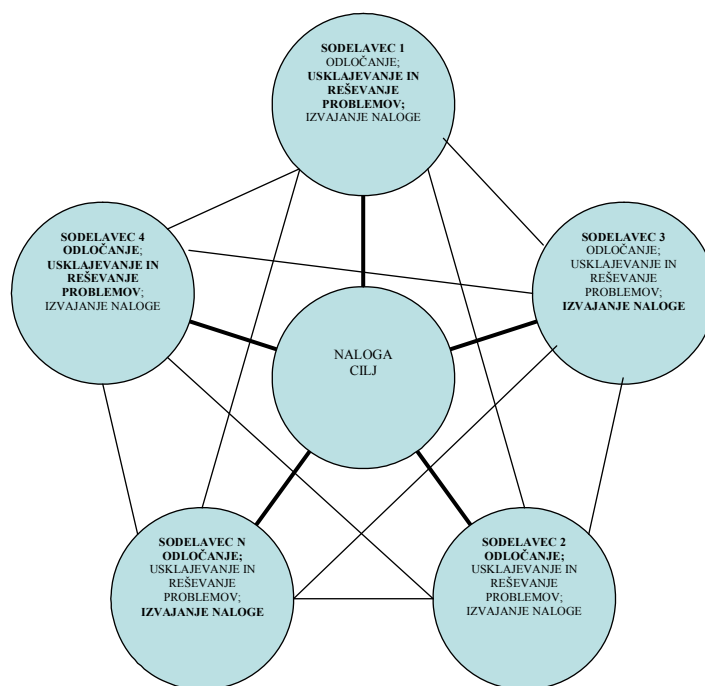 SODELAVEC 1
ODLOČANJE;
USKLAJEVANJE IN
REŠEVANJE
PROBLEMOV;
IZVAJANJE NALOGE
SODELAVEC 4
ODLOČANJE;
USKLAJEVANJE IN
REŠEVANJE
PROBLEMOV;
IZVAJANJE NALOGE
SODELAVEC 3
ODLOČANJE;
USKLAJEVANJE IN
REŠEVANJE
PROBLEMOV;
IZVAJANJE NALOGE
NALOGA
CILJ
SODELAVEC N
ODLOČANJE;
USKLAJEVANJE IN
REŠEVANJE
PROBLEMOV;
IZVAJANJE NALOGE
SODELAVEC 2
ODLOČANJE;
USKLAJEVANJE IN
REŠEVANJE
PROBLEMOV;
IZVAJANJE NALOGE